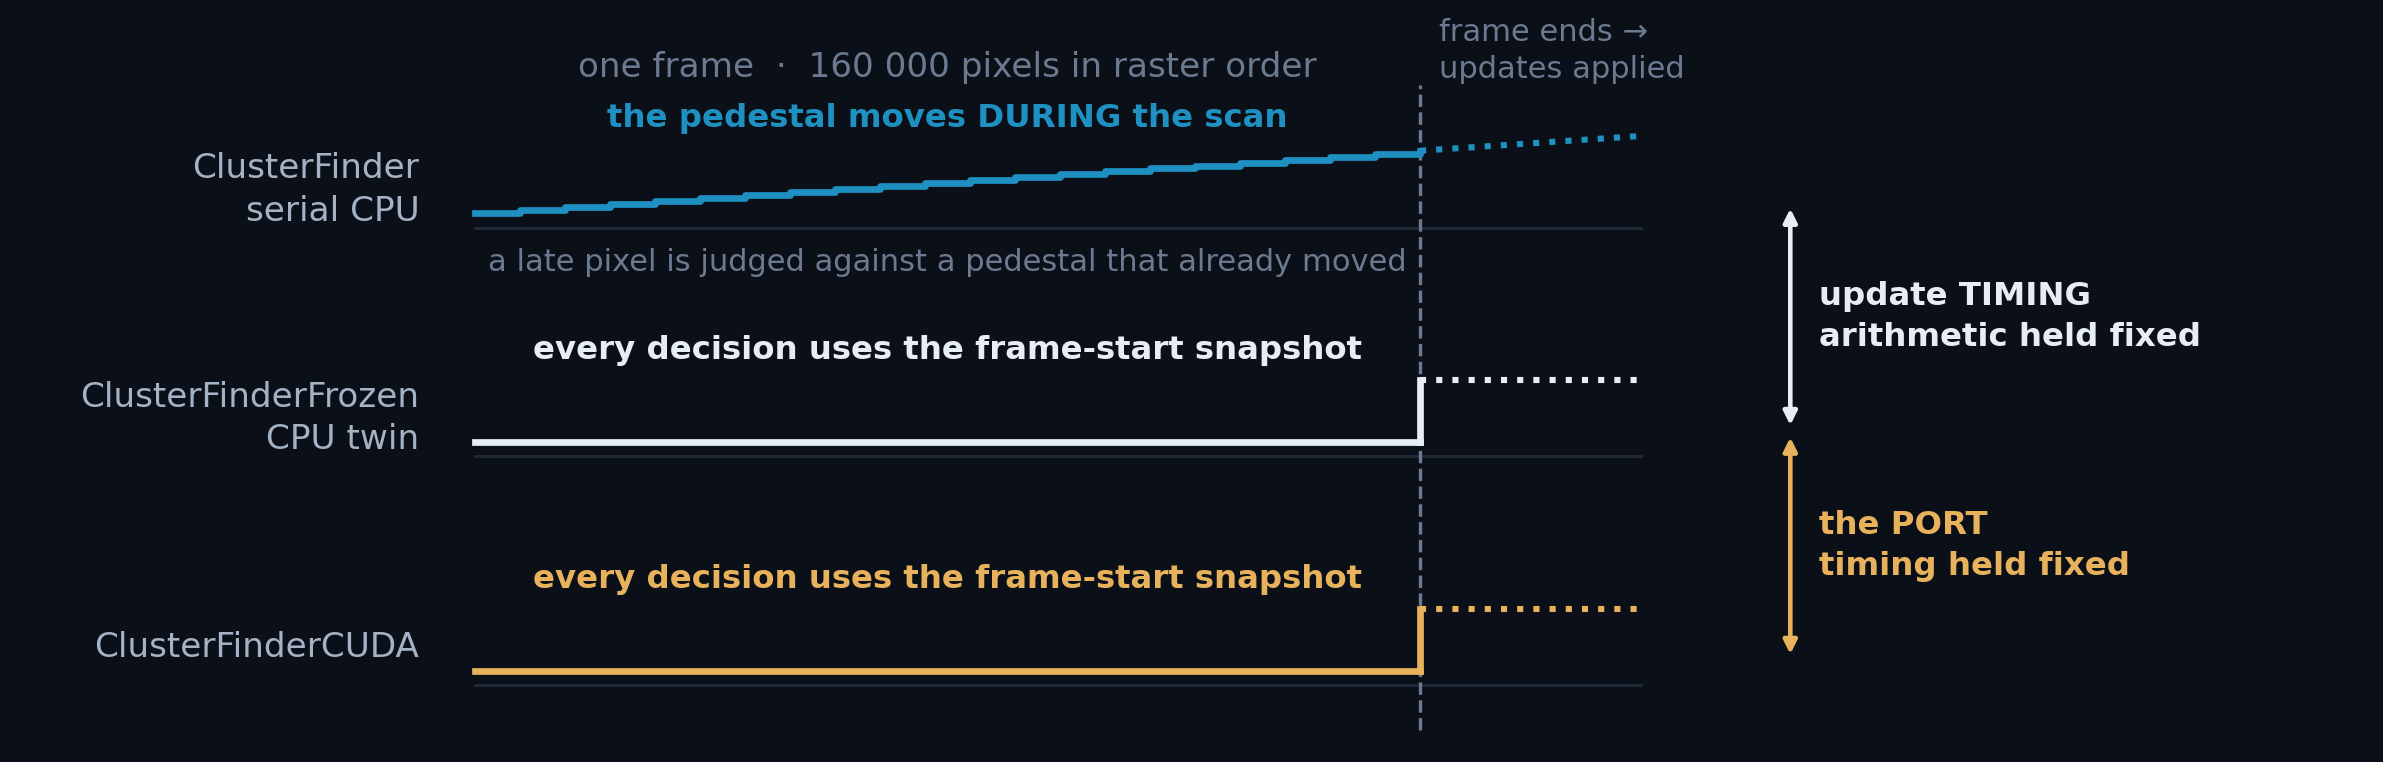 frame ends →
updates applied
one frame · 160 000 pixels in raster order
the pedestal moves DURING the scan
ClusterFinder
serial CPU
a late pixel is judged against a pedestal that already moved
update TIMING
arithmetic held fixed
every decision uses the frame-start snapshot
ClusterFinderFrozen
CPU twin
the PORT
timing held fixed
every decision uses the frame-start snapshot
ClusterFinderCUDA